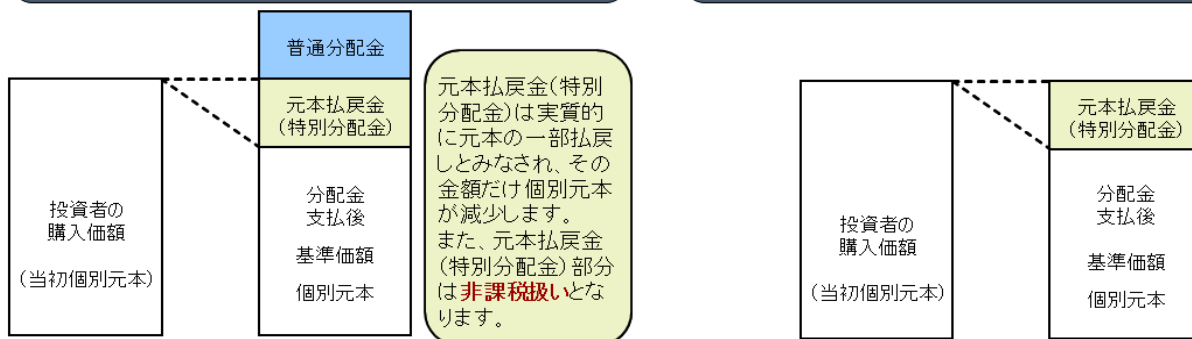 投資者の
購入価額
(当初個別元本)
普通分配金
元本払戻金
(特別分配金)
分配金
支払後
基準価額
個別元本
元本払戻金(特別
分配金)は実質的
に元本の一部払戻
しとみなされ、その
金額だけ個別元本
が減少します。
また、元本払戻金
(特別分配金)部分
は非課税扱いとな
ります。
投資者の
購入価額
(当初個別元本)
元本払戻金
(特別分配金)
分配金
支払後
基準価額
個別元本